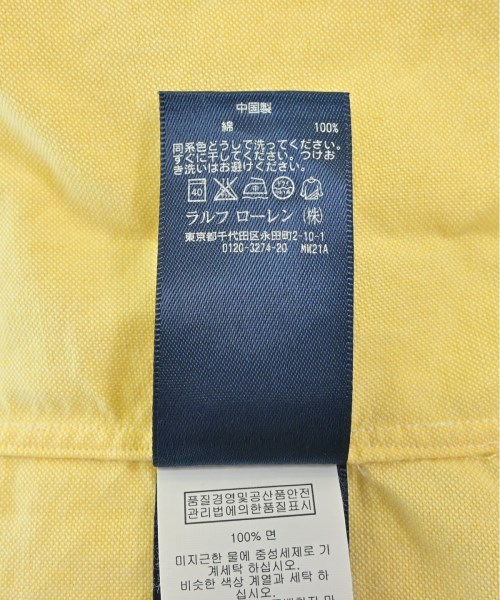 中国製
綿 100%
同系色どうしで洗ってください。
すぐに干してください。つけお
き洗いはお避けください。
40 中 ドライ
ラルフ ローレン (株)
東京都千代田区永田町2-10-1
0120-3274-20 MW21A
품질경영및공산품안전
관리법에의한품질표시
100% 면
미지근한 물에 중성세제로 기
계세탁 하십시오.
비슷한 색상 계열과 세탁 하
십시오.